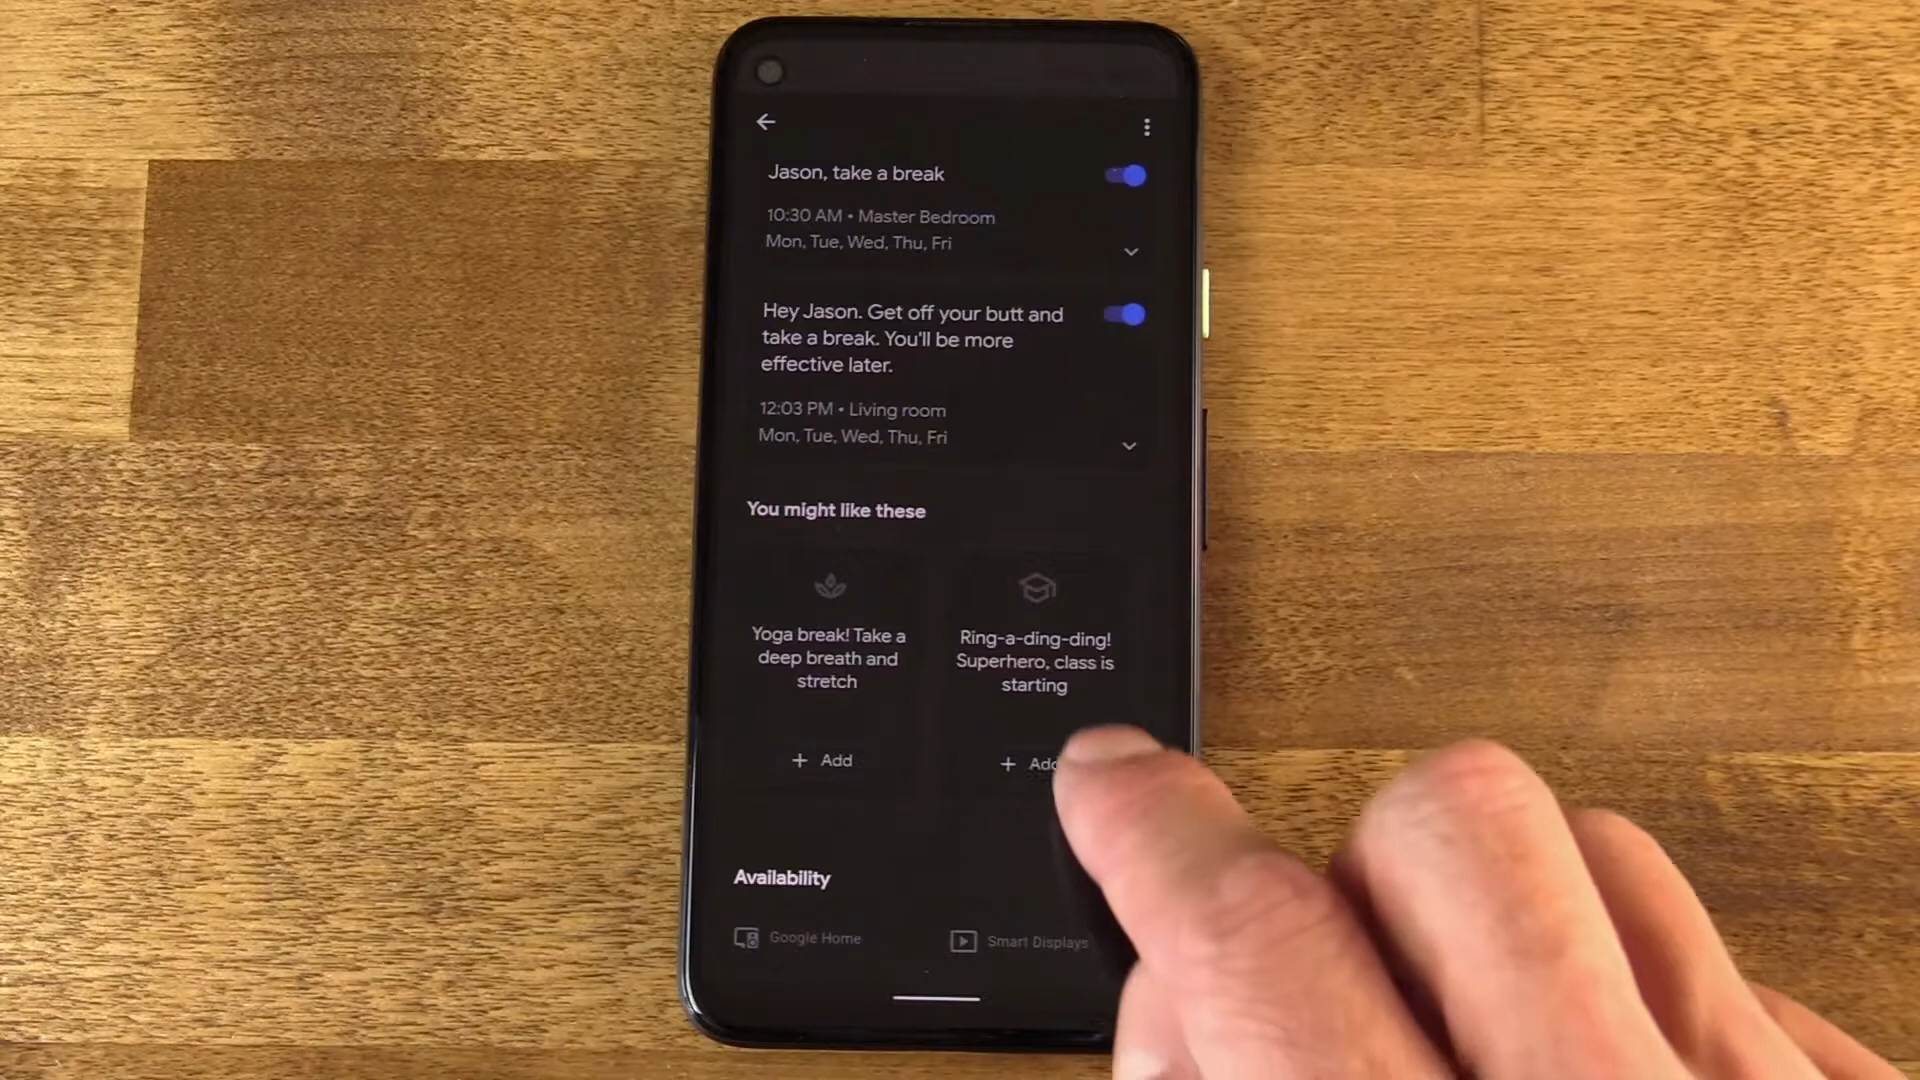 Jason, take a break
10:30 AM • Master Bedroom
Mon, Tue, Wed, Thu, Fri
Hey Jason. Get off your butt and
take a break. You'll be more
effective later.
12:03 PM • Living room
Mon, Tue, Wed, Thu, Fri
You might like these
Yoga break! Take a
deep breath and
stretch
+ Add
Ring-a-ding-ding!
Superhero, class is
starting
+ Add
Availability
Google Home
Smart Displays